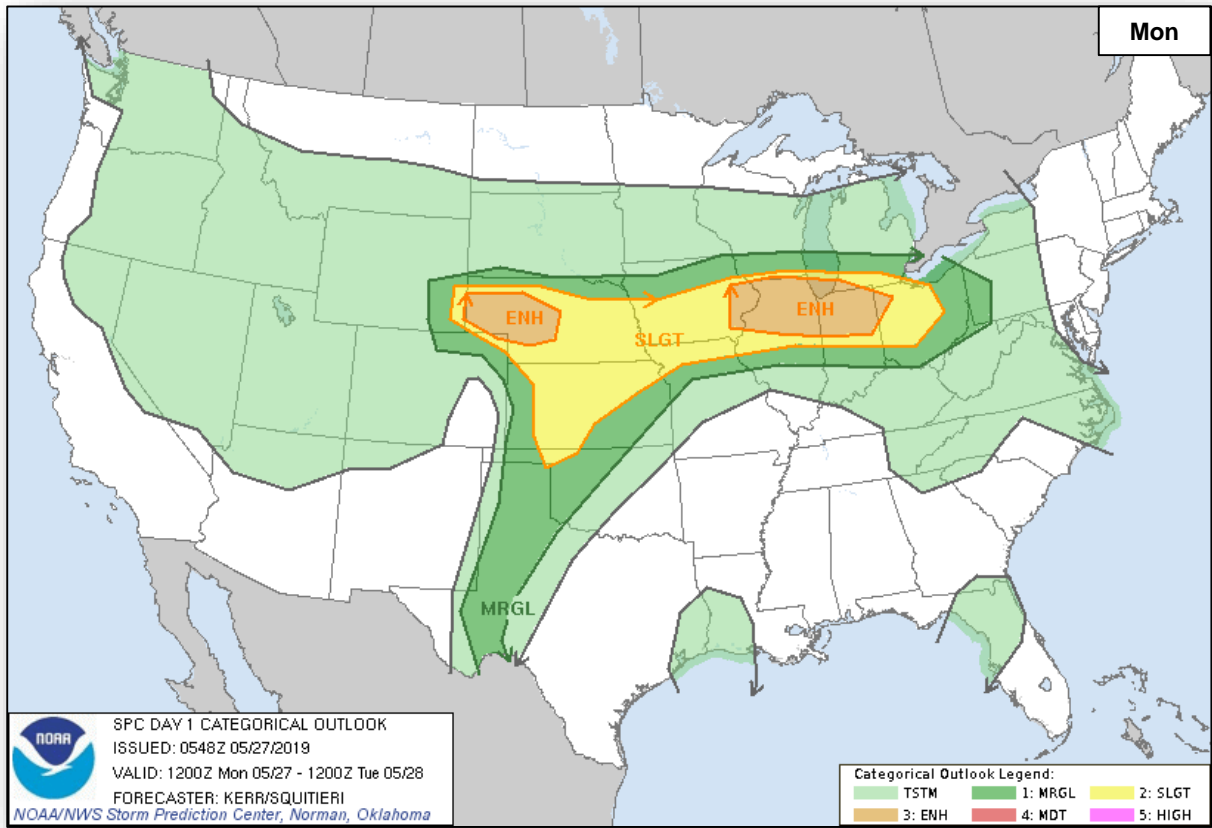 Mon
ENH
ENH
SLGT
MRGL
NOAA
SPC DAY 1 CATEGORICAL OUTLOOK
ISSUED: 0548Z 05/27/2019
VALID: 1200Z Mon 05/27 - 1200Z Tue 05/28
FORECASTER: KERR/SQUITIERI
NOAA/NWS Storm Prediction Center, Norman, Oklahoma
Categorical Outlook Legend:
TSTM 1: MRGL 2: SLGT
3: ENH 4: MDT 5: HIGH